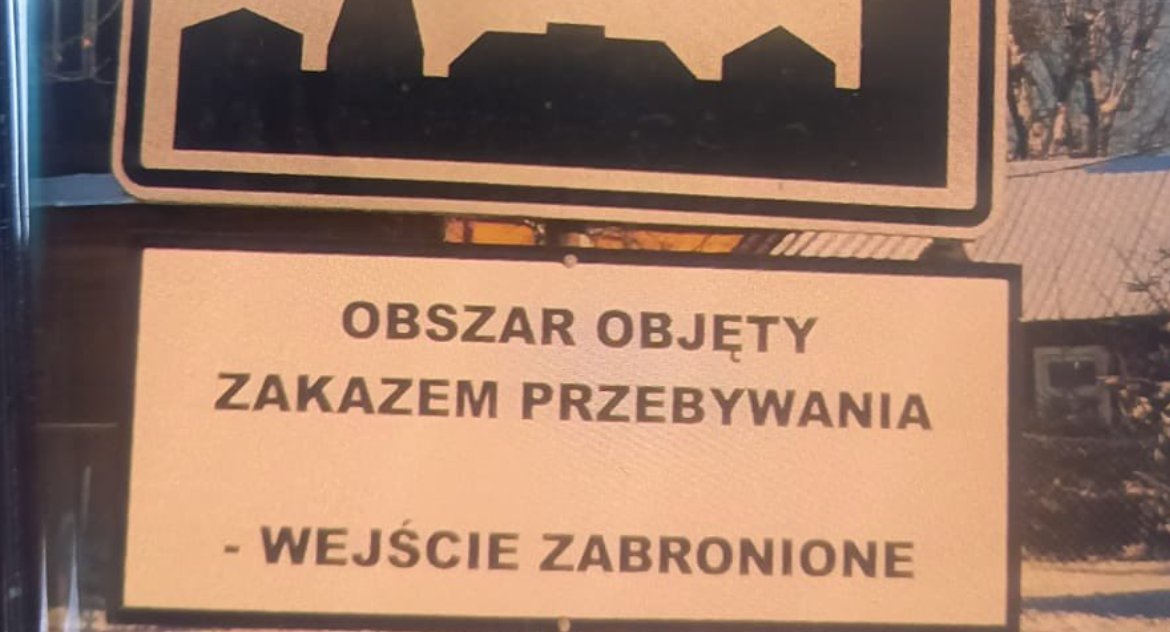 OBSZAR OBJĘTY
ZAKAZEM PRZEBYWANIA
- WEJŚCIE ZABRONIONE